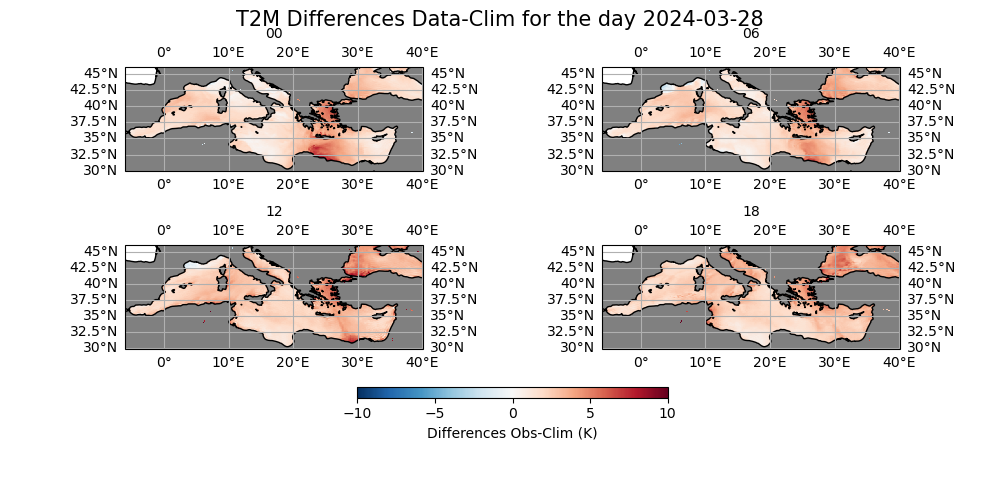 T2M Differences Data-Clim for the day 2024-03-28
00 06
0° 10°E 20°E 30°E 40°E 0° 10°E 20°E 30°E 40°E
45°N 45°N 45°N 45°N
42.5°N 42.5°N 42.5°N 42.5°N
40°N 40°N 40°N 40°N
37.5°N 37.5°N 37.5°N 37.5°N
35°N 35°N 35°N 35°N
32.5°N 32.5°N 32.5°N 32.5°N
30°N 30°N 30°N 30°N
0° 10°E 20°E 30°E 40°E 0° 10°E 20°E 30°E 40°E
12 18
0° 10°E 20°E 30°E 40°E 0° 10°E 20°E 30°E 40°E
45°N 45°N 45°N 45°N
42.5°N 42.5°N 42.5°N 42.5°N
40°N 40°N 40°N 40°N
37.5°N 37.5°N 37.5°N 37.5°N
35°N 35°N 35°N 35°N
32.5°N 32.5°N 32.5°N 32.5°N
30°N 30°N 30°N 30°N
0° 10°E 20°E 30°E 40°E 0° 10°E 20°E 30°E 40°E
−10 −5 0 5 10
Differences Obs-Clim (K)